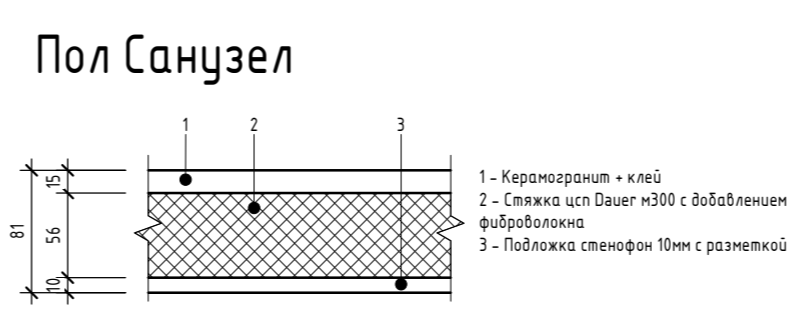 Пол Санузел
1 2 3
1 - Керамогранит + клей
2 - Стяжка цсп Dauer м300 с добавлением
фиброволокна
3 - Подложка стенофон 10мм с разметкой
15
81
56
10